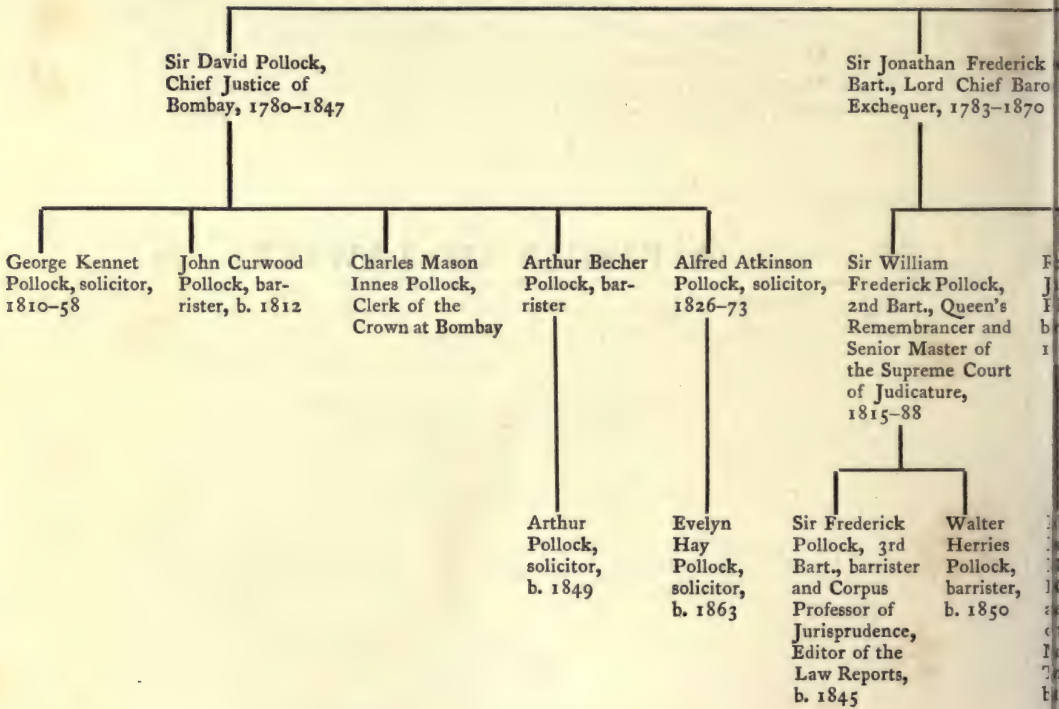 Sir David Pollock,
Chief Justice of
Bombay, 1780–1847
Sir Jonathan Frederick
Bart., Lord Chief Baro
Exchequer, 1783–1870
George Kennet
Pollock, solicitor,
1810–58
John Curwood
Pollock, bar-
rister, b. 1812
Charles Mason
Innes Pollock,
Clerk of the
Crown at Bombay
Arthur Becher
Pollock, bar-
rister
Alfred Atkinson
Pollock, solicitor,
1826–73
Sir William
Frederick Pollock,
2nd Bart., Queen's
Remembrancer and
Senior Master of
the Supreme Court
of Judicature,
1815–88
Arthur
Pollock,
solicitor,
b. 1849
Evelyn
Hay
Pollock,
solicitor,
b. 1863
Sir Frederick
Pollock, 3rd
Bart., barrister
and Corpus
Professor of
Jurisprudence,
Editor of the
Law Reports,
b. 1845
Walter
Herries
Pollock,
barrister,
b. 1850